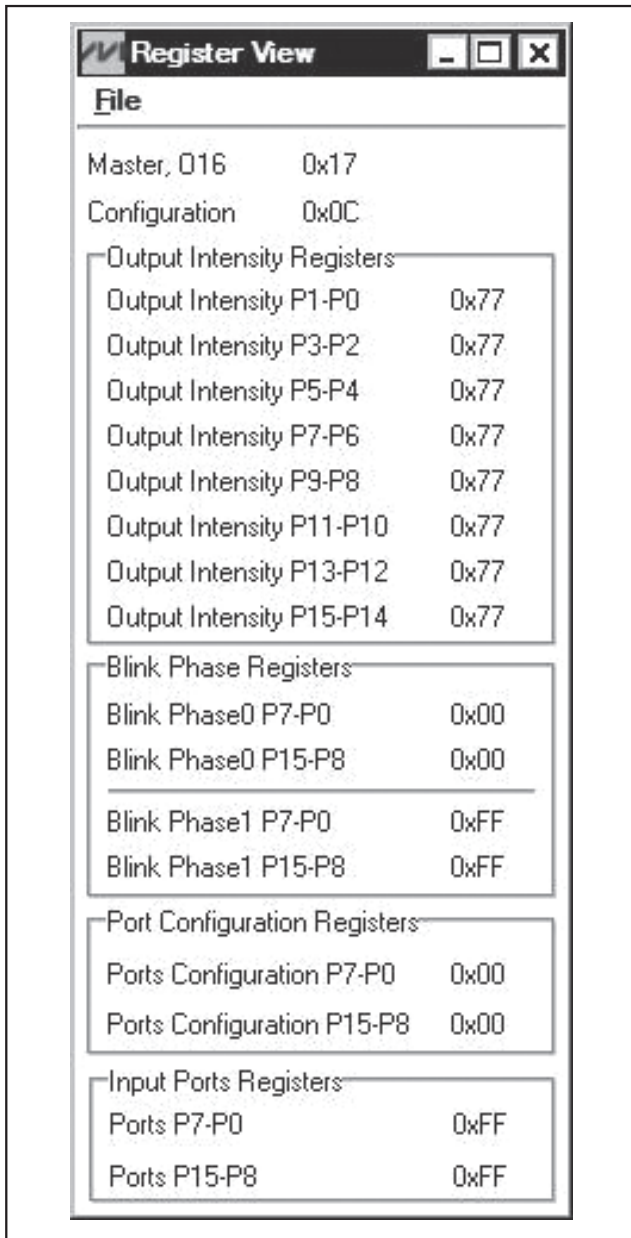 Register View
File
Master, O16 0x17
Configuration 0x0C
Output Intensity Registers
Output Intensity P1-P0 0x77
Output Intensity P3-P2 0x77
Output Intensity P5-P4 0x77
Output Intensity P7-P6 0x77
Output Intensity P9-P8 0x77
Output Intensity P11-P10 0x77
Output Intensity P13-P12 0x77
Output Intensity P15-P14 0x77
Blink Phase Registers
Blink Phase0 P7-P0 0x00
Blink Phase0 P15-P8 0x00
Blink Phase1 P7-P0 0xFF
Blink Phase1 P15-P8 0xFF
Port Configuration Registers
Ports Configuration P7-P0 0x00
Ports Configuration P15-P8 0x00
Input Ports Registers
Ports P7-P0 0xFF
Ports P15-P8 0xFF